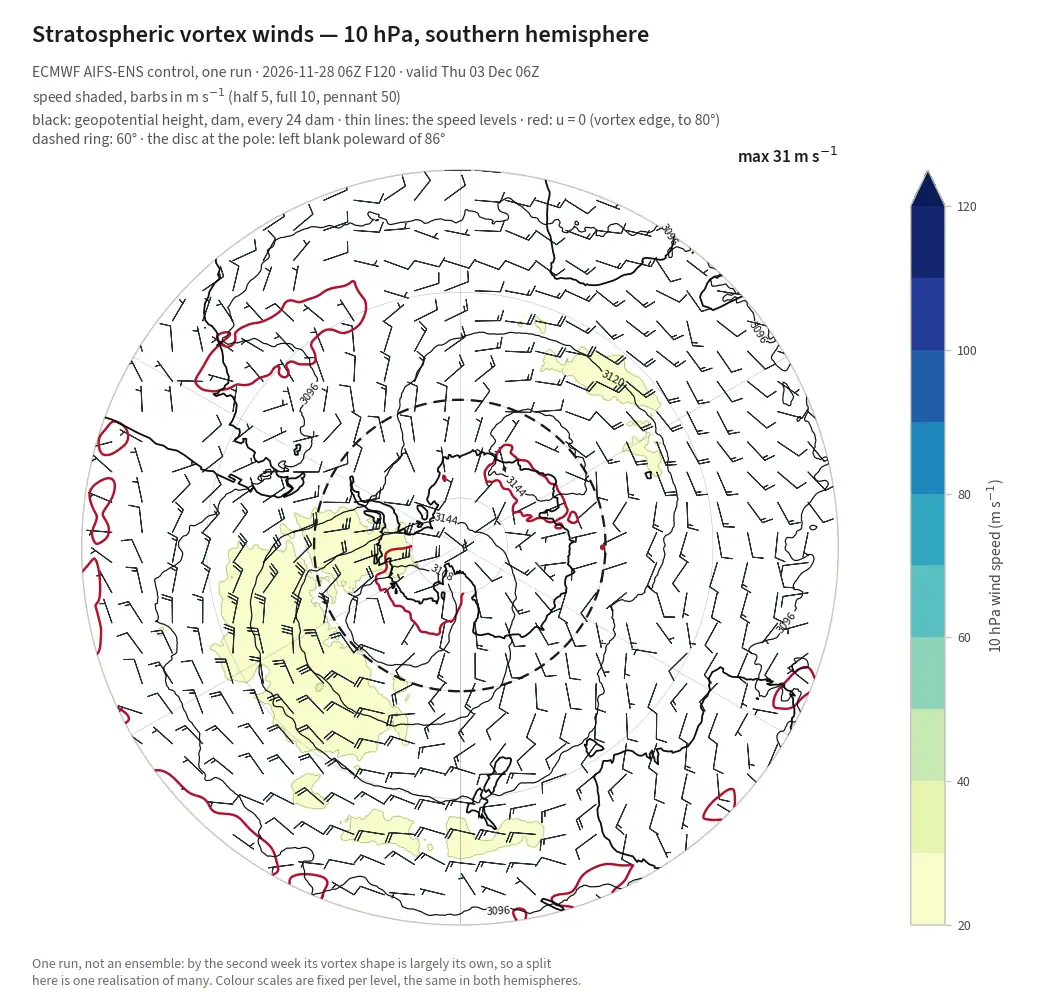 Stratospheric vortex winds — 10 hPa, southern hemisphere
ECMWF AIFS-ENS control, one run · 2026-11-28 06Z F120 · valid Thu 03 Dec 06Z
speed shaded, barbs in m s⁻¹ (half 5, full 10, pennant 50)
black: geopotential height, dam, every 24 dam · thin lines: the speed levels · red: u = 0 (vortex edge, to 80°)
dashed ring: 60° · the disc at the pole: left blank poleward of 86°
max 31 m s⁻¹
3096
3096
3120
3096
3144
3144
3168
3096
3096
120
100
80
60
40
20
10 hPa wind speed (m s⁻¹)
One run, not an ensemble: by the second week its vortex shape is largely its own, so a split
here is one realisation of many. Colour scales are fixed per level, the same in both hemispheres.